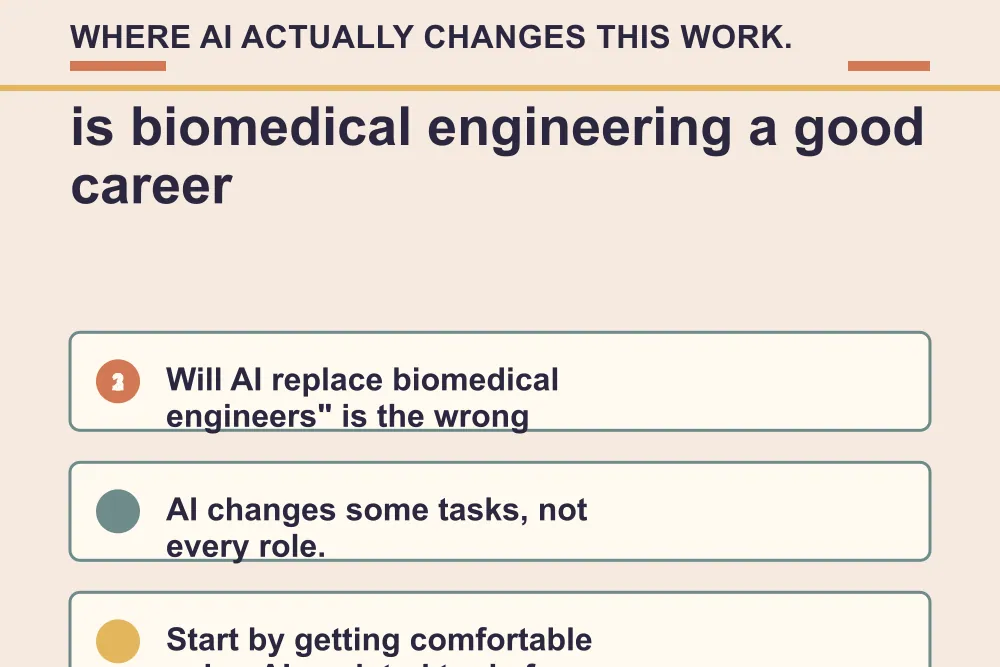 WHERE AI ACTUALLY CHANGES THIS WORK.
is biomedical engineering a good
career
Will AI replace biomedical
engineers" is the wrong
AI changes some tasks, not
every role.
Start by getting comfortable